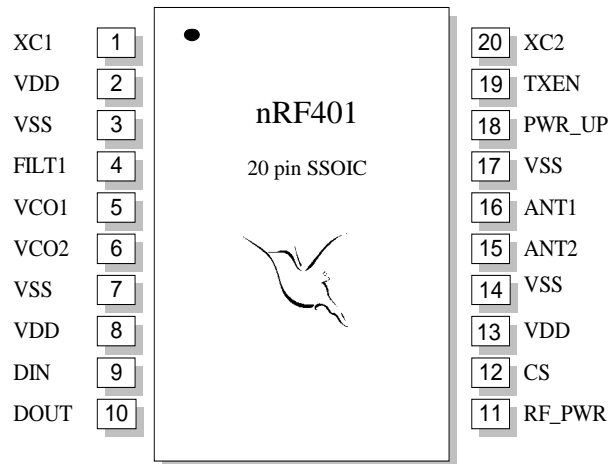 XC1 1
VDD 2
VSS 3
FILT1 4
VCO1 5
VCO2 6
VSS 7
VDD 8
DIN 9
DOUT 10
nRF401
20 pin SSOIC
20 XC2
19 TXEN
18 PWR_UP
17 VSS
16 ANT1
15 ANT2
14 VSS
13 VDD
12 CS
11 RF_PWR